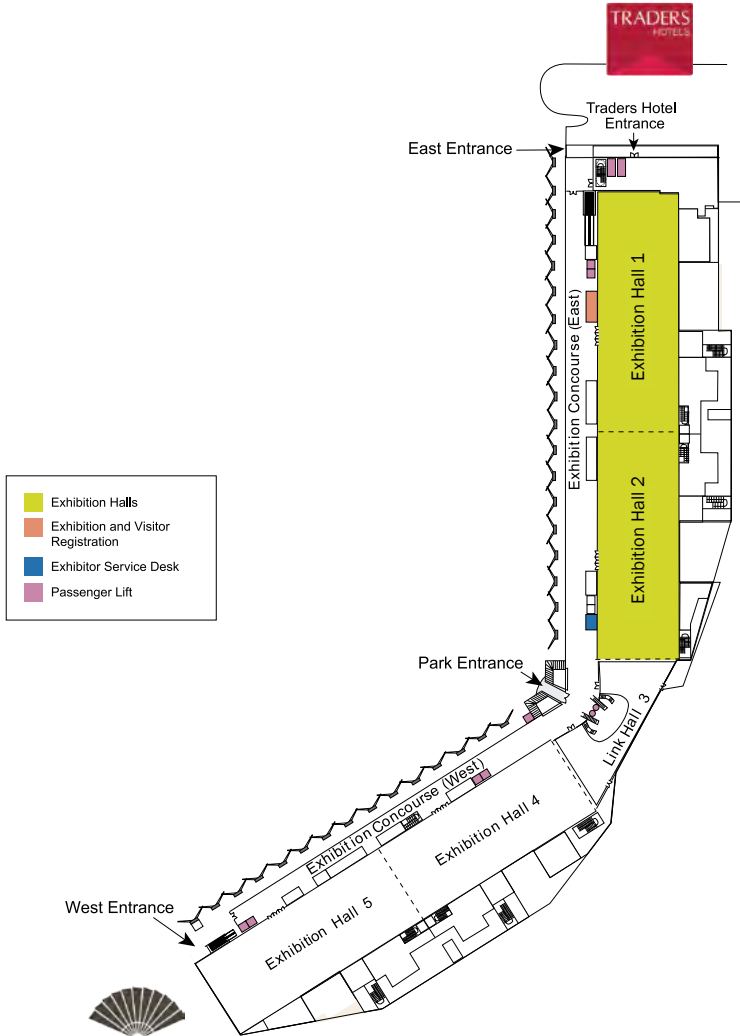 TRADERS
HOTELS
Traders Hotel
Entrance
East Entrance
Exhibition Hall 1
Exhibition Concourse (East)
Exhibition Hall 2
Exhibition Halls
Exhibition and Visitor
Registration
Exhibitor Service Desk
Passenger Lift
Park Entrance
Link Hall 3
Exhibition Concourse (West)
Exhibition Hall 4
Exhibition Hall 5
West Entrance